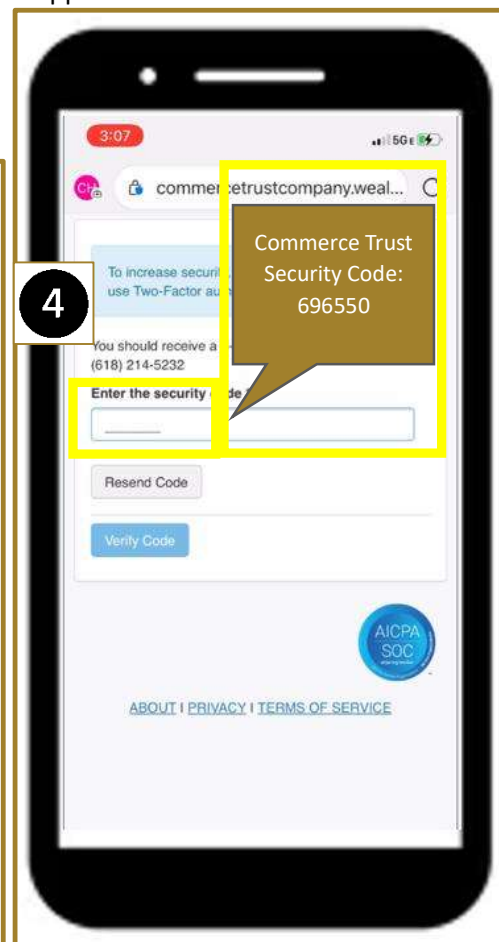 3:07
5GE
CH
commercetrustcompany.weal...
Commerce Trust
Security Code:
696550
4
To increase securit
use Two-Factor au
You should receive a
(618) 214-5232
Enter the security
Resend Code
Verify Code
AICPA
SOC
ABOUT | PRIVACY | TERMS OF SERVICE